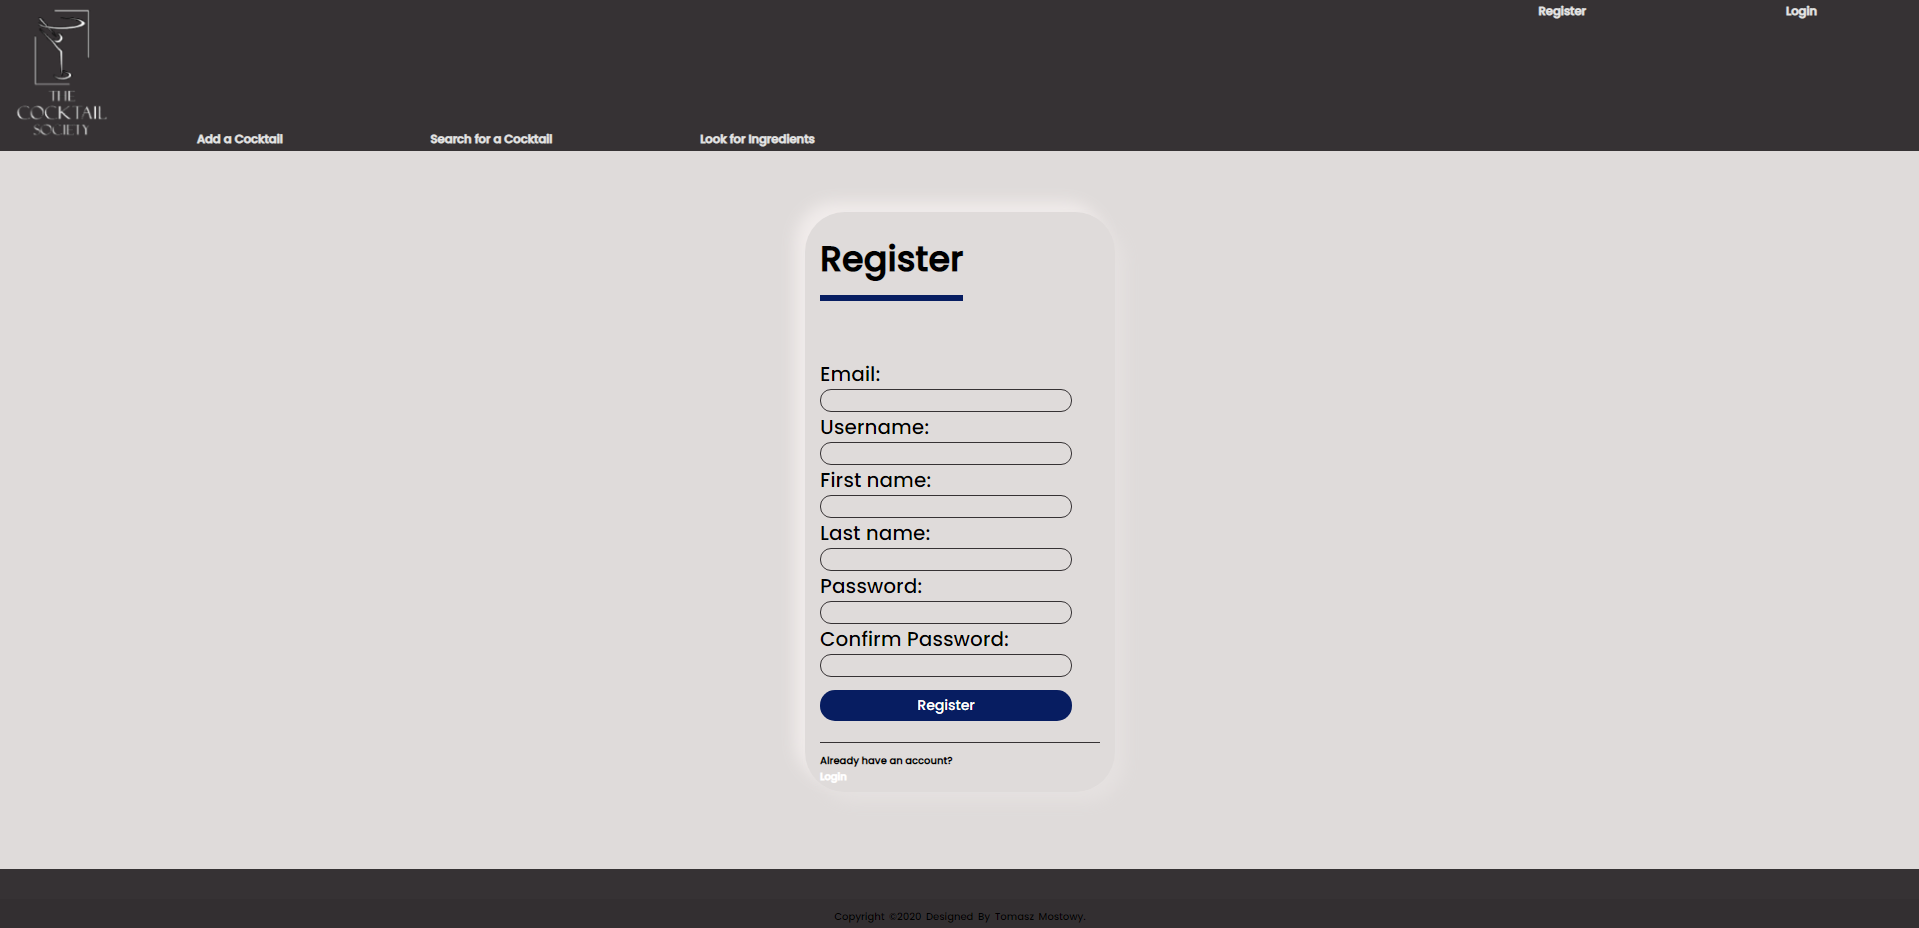 Register
Login
THE
COCKTAIL
SOCIETY
Add a Cocktail
Search for a Cocktail
Look for Ingredients
Register
Email:
Username:
First name:
Last name:
Password:
Confirm Password:
Register
Already have an account?
Login
Copyright ©2020 Designed By Tomasz Mostowy.